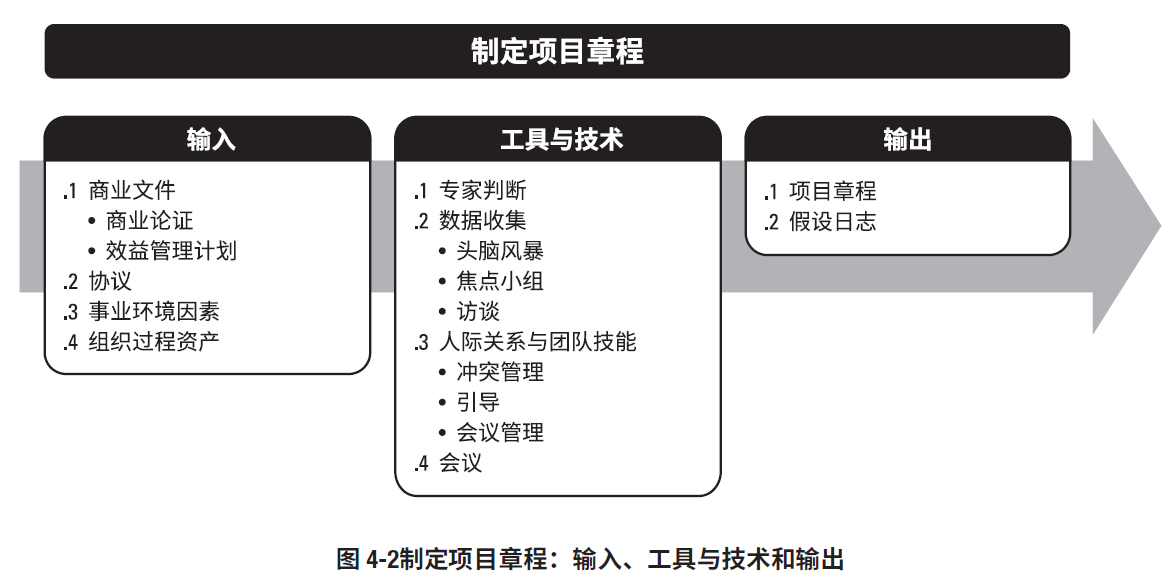 制定项目章程
输入
.1 商业文件
• 商业论证
• 效益管理计划
.2 协议
.3 事业环境因素
.4 组织过程资产
工具与技术
.1 专家判断
.2 数据收集
• 头脑风暴
• 焦点小组
• 访谈
.3 人际关系与团队技能
• 冲突管理
• 引导
• 会议管理
.4 会议
输出
.1 项目章程
.2 假设日志
图 4-2制定项目章程：输入、工具与技术和输出